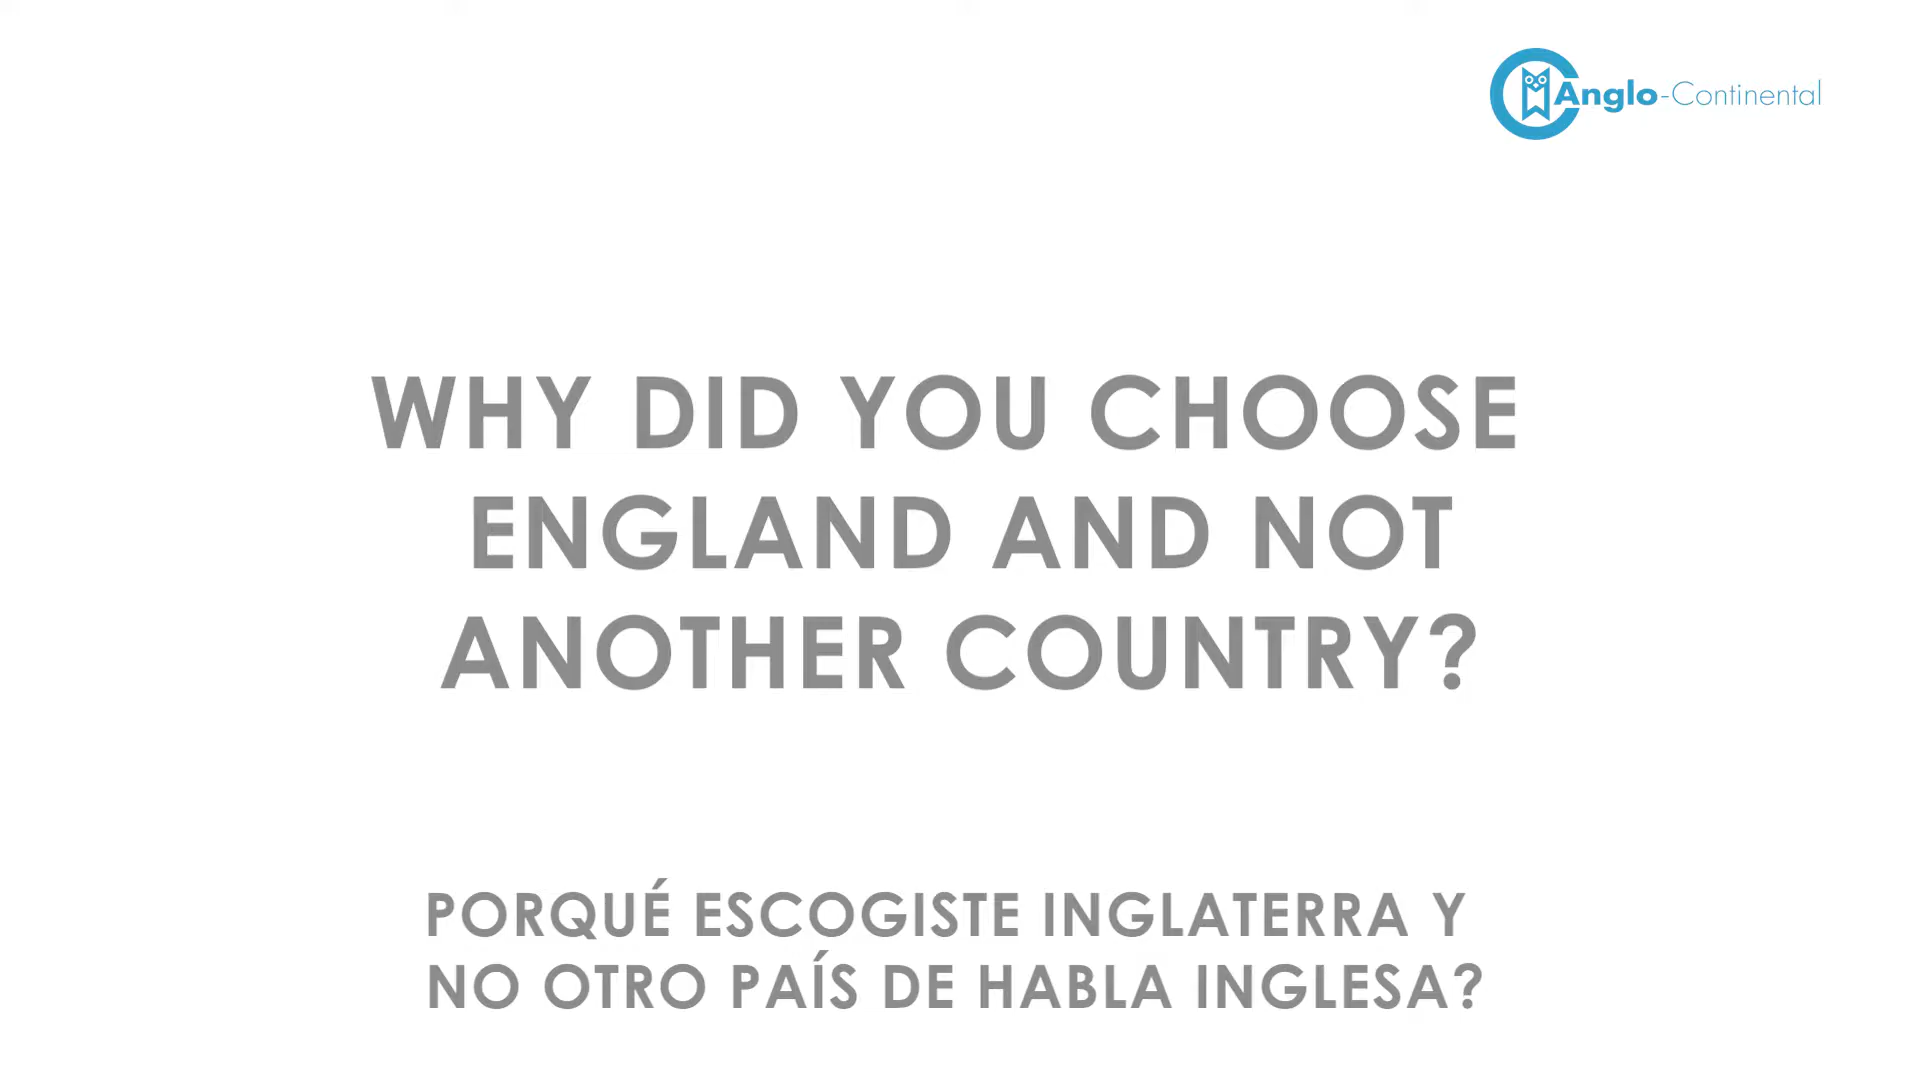 Anglo-Continental
WHY DID YOU CHOOSE
ENGLAND AND NOT
ANOTHER COUNTRY?
PORQUÉ ESCOGISTE INGLATERRA Y
NO OTRO PAÍS DE HABLA INGLESA?